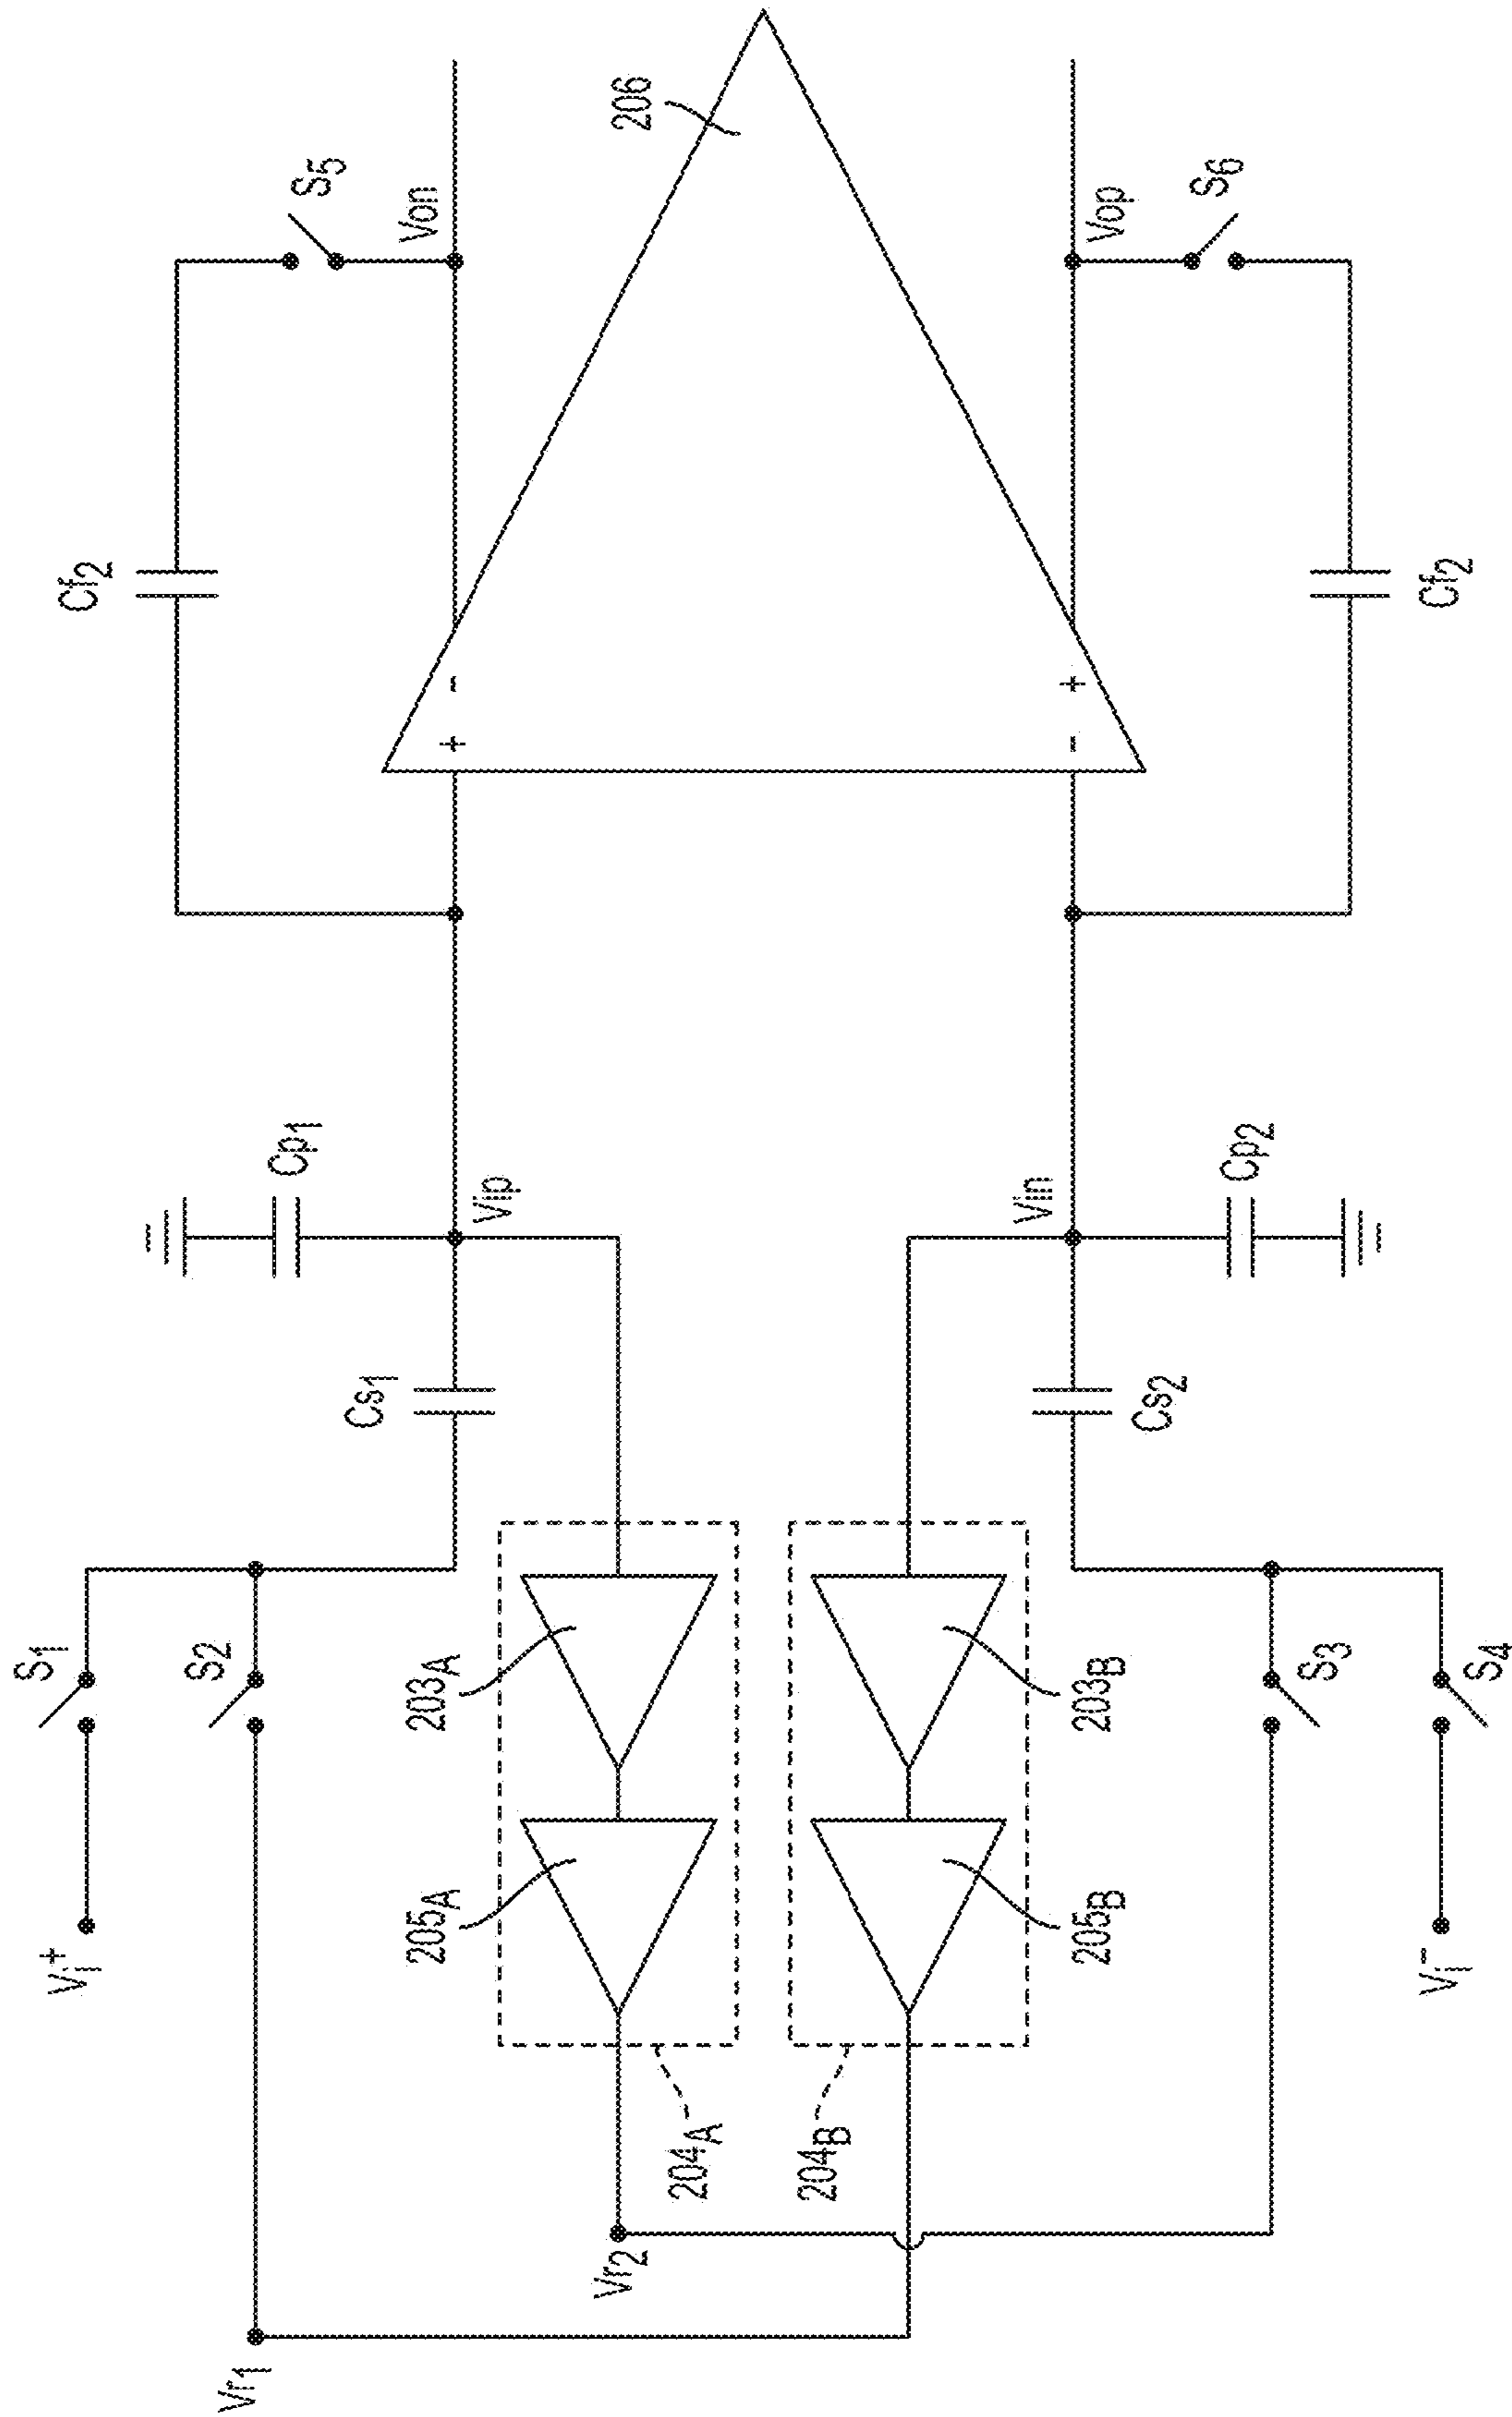 206
S5
Von
Vop
S6
Cf2
Cf2
-
+
+
-
Cp1
Vip
Vin
Cp2
Cs1
Cs2
S1
S2
203A
203B
S3
S4
205A
205B
Vi+
Vi-
204A
204B
Vr2
Vr1